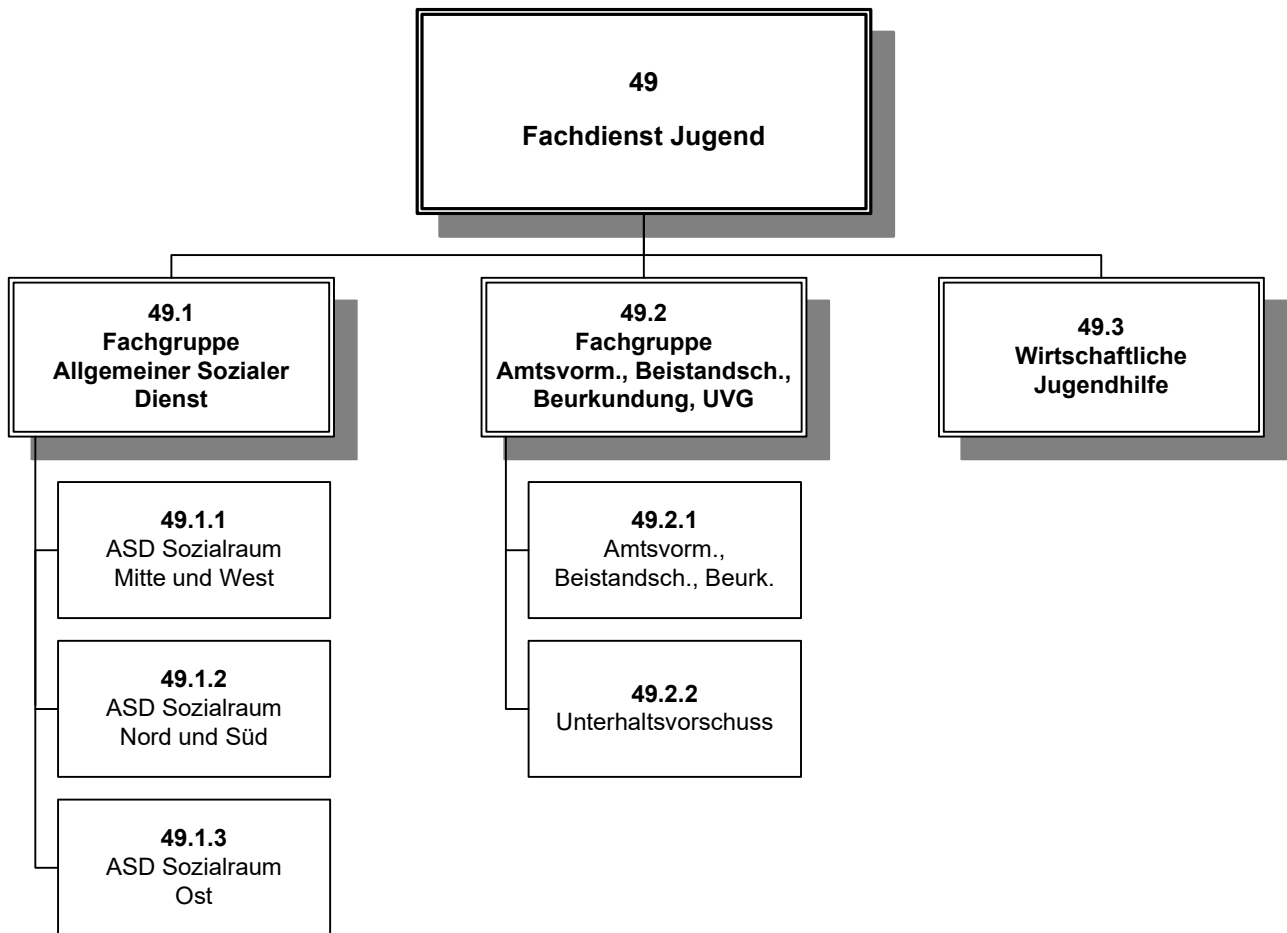 49
Fachdienst Jugend
49.1
Fachgruppe
Allgemeiner Sozialer
Dienst
49.1.1
ASD Sozialraum
Mitte und West
49.1.2
ASD Sozialraum
Nord und Süd
49.1.3
ASD Sozialraum
Ost
49.2
Fachgruppe
Amtsvorm., Beistandsch.,
Beurkundung, UVG
49.2.1
Amtsvorm.,
Beistandsch., Beurk.
49.2.2
Unterhaltsvorschuss
49.3
Wirtschaftliche
Jugendhilfe